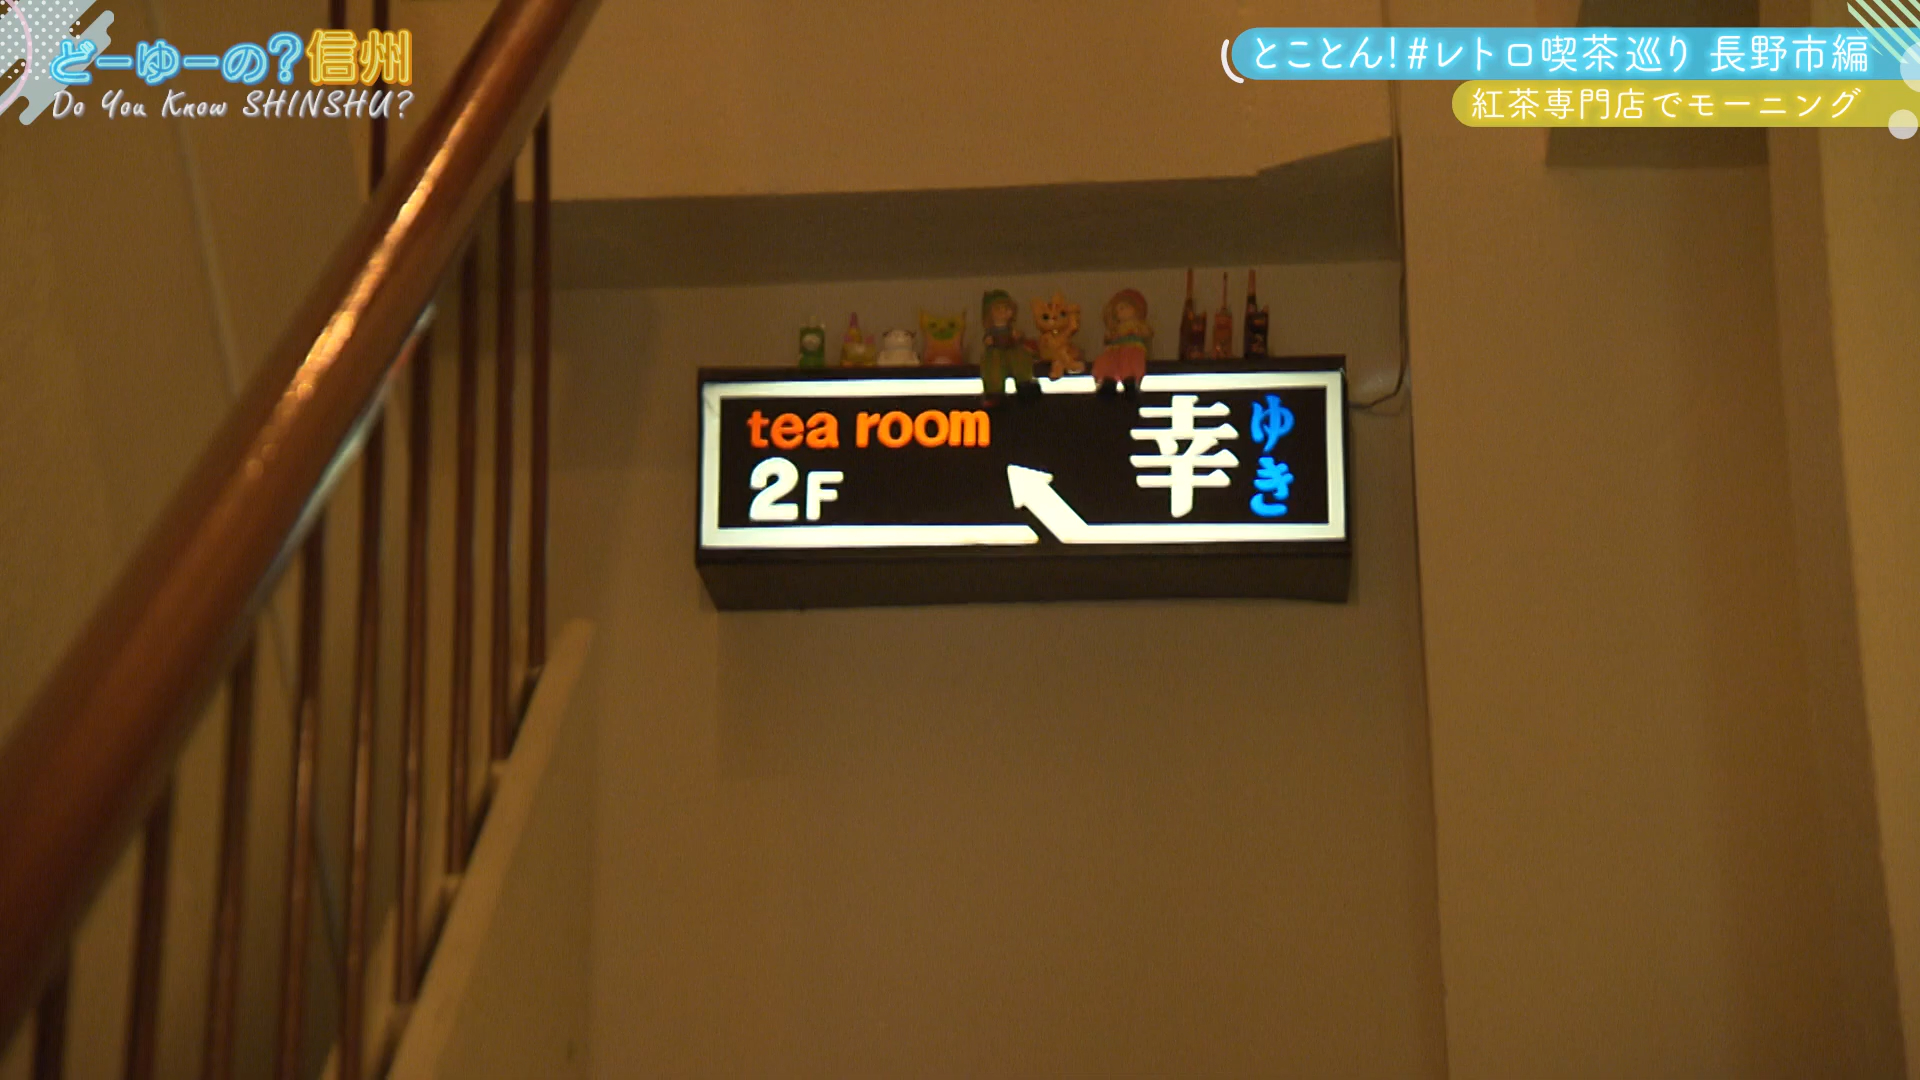 どーゆーの?信州
Do You Know SHINSHU?
とことん!#レトロ喫茶巡り 長野市編
紅茶専門店でモーニング
tea room
2F
幸
ゆき